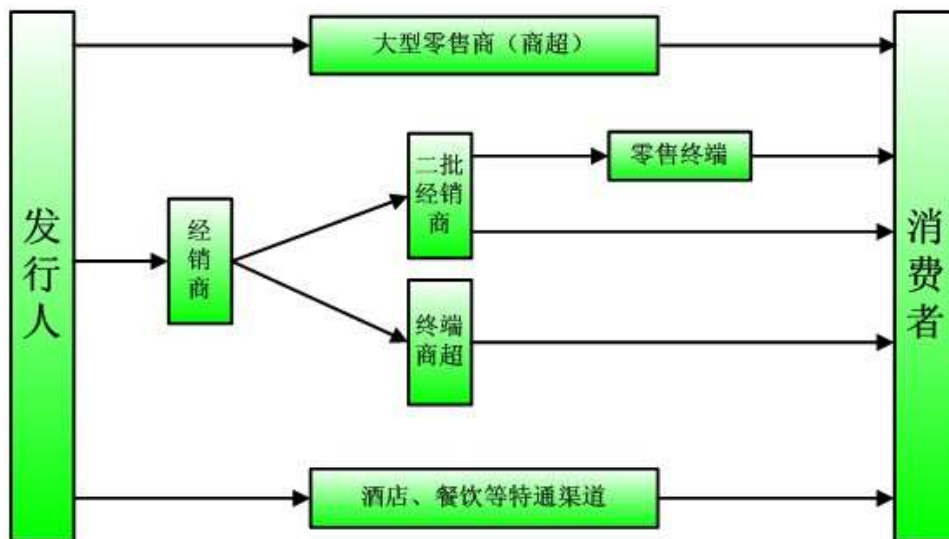 发行人
大型零售商（商超）
经销商
二批经销商
零售终端
终端商超
酒店、餐饮等特通渠道
消费者